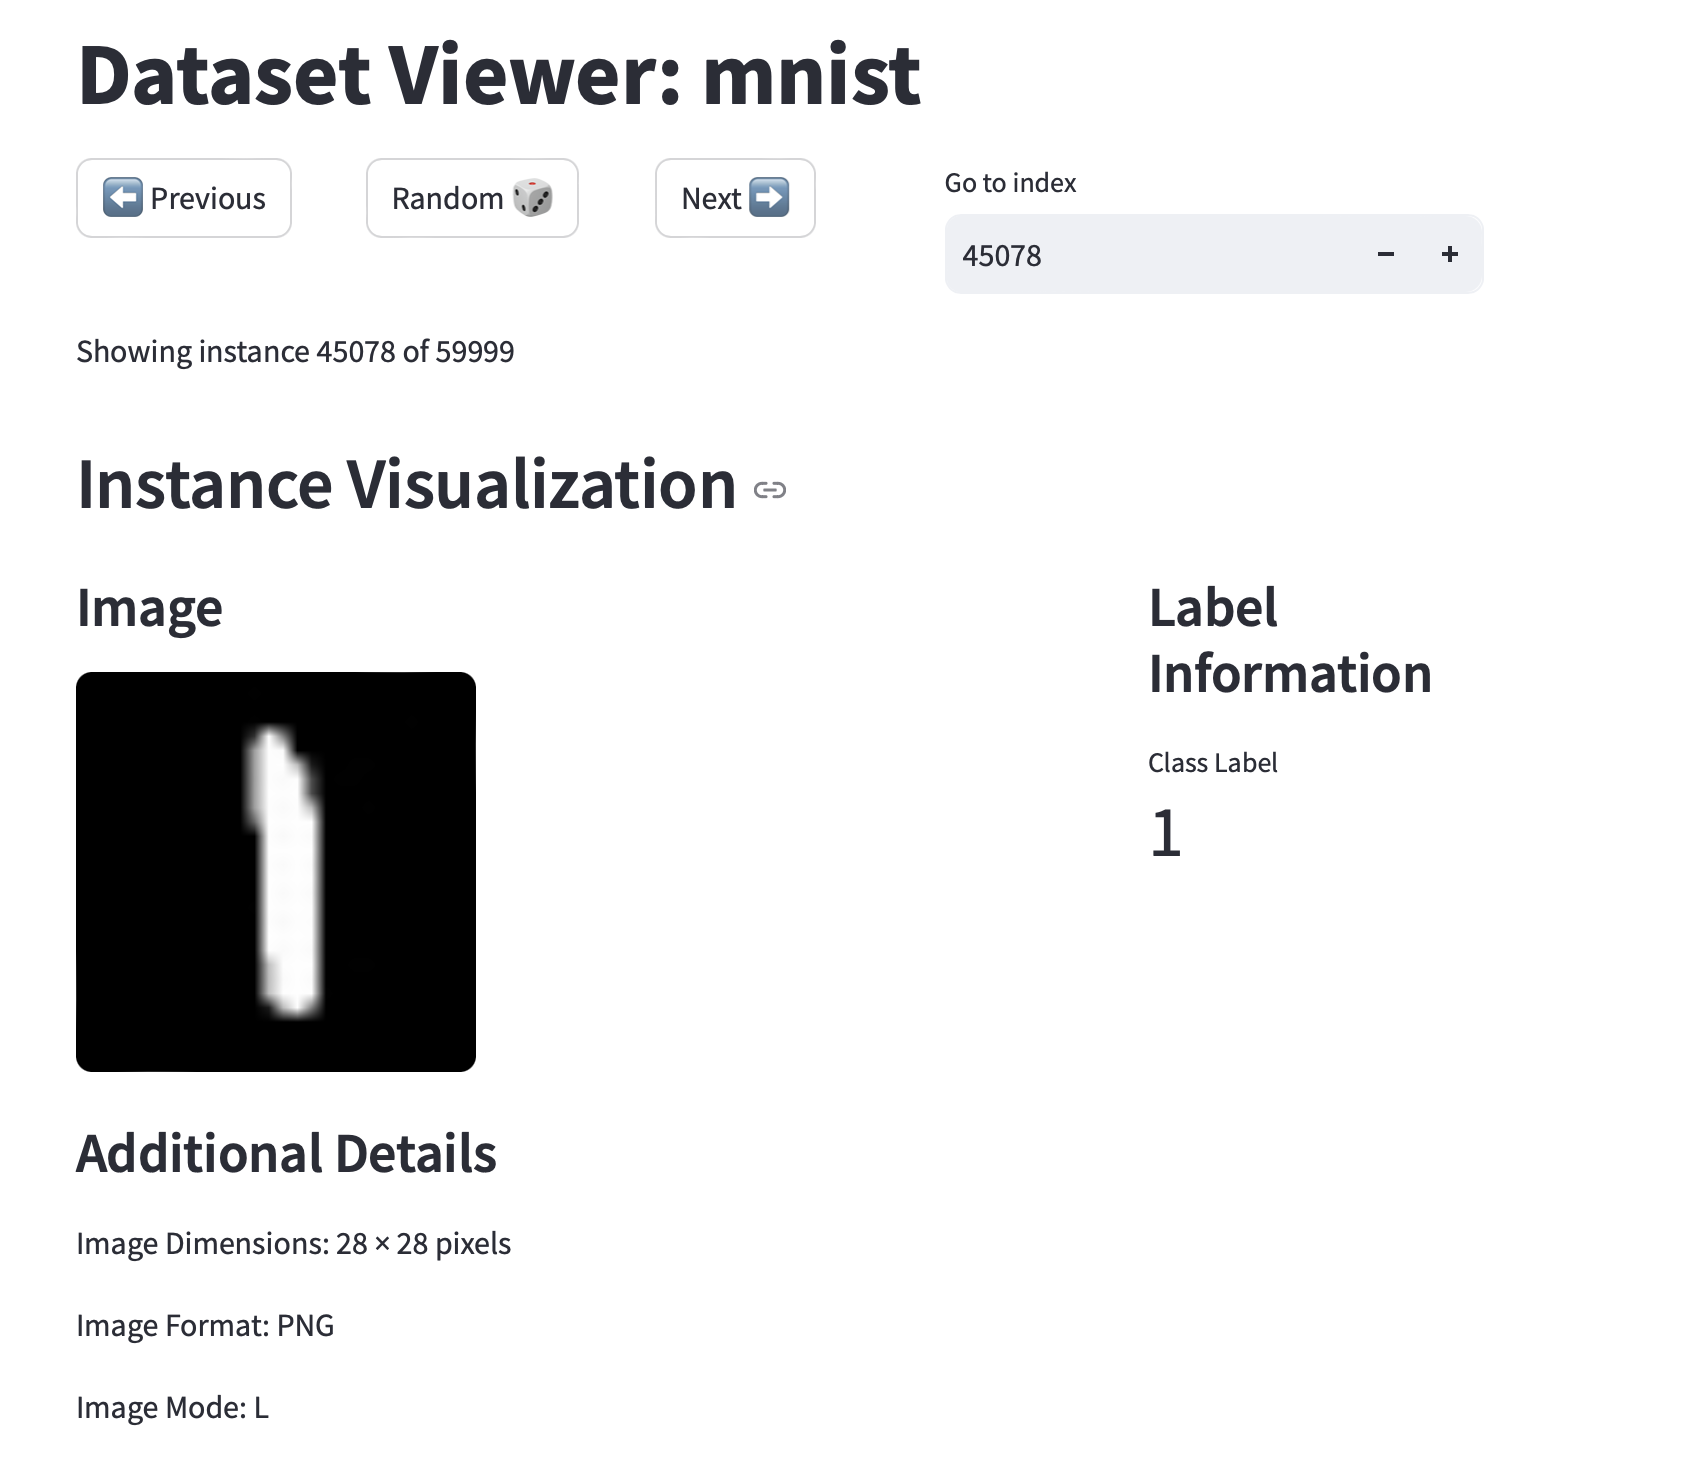 Dataset Viewer: mnist
Previous
Random
Next
Go to index
45078
Showing instance 45078 of 59999
Instance Visualization
Image
1
Label
Information
Class Label
1
Additional Details
Image Dimensions: 28 × 28 pixels
Image Format: PNG
Image Mode: L